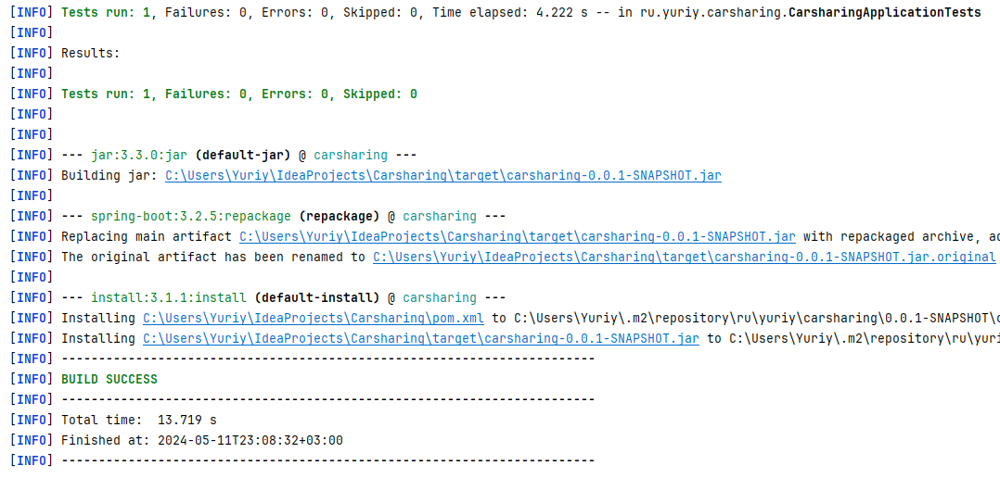 [INFO] Tests run: 1, Failures: 0, Errors: 0, Skipped: 0, Time elapsed: 4.222 s -- in ru.yuriy.carsharing.CarsharingApplicationTests
[INFO]
[INFO] Results:
[INFO]
[INFO] Tests run: 1, Failures: 0, Errors: 0, Skipped: 0
[INFO]
[INFO]
[INFO] --- jar:3.3.0:jar (default-jar) @ carsharing ---
[INFO] Building jar: C:\Users\Yuriy\IdeaProjects\Carsharing\target\carsharing-0.0.1-SNAPSHOT.jar
[INFO]
[INFO] --- spring-boot:3.2.5:repackage (repackage) @ carsharing ---
[INFO] Replacing main artifact C:\Users\Yuriy\IdeaProjects\Carsharing\target\carsharing-0.0.1-SNAPSHOT.jar with repackaged archive,
[INFO] The original artifact has been renamed to C:\Users\Yuriy\IdeaProjects\Carsharing\target\carsharing-0.0.1-SNAPSHOT.jar.original
[INFO]
[INFO] --- install:3.1.1:install (default-install) @ carsharing ---
[INFO] Installing C:\Users\Yuriy\IdeaProjects\Carsharing\pom.xml to C:\Users\Yuriy\.m2\repository\ru\yuriy\carsharing\0.0.1-SNAPSHOT\
[INFO] Installing C:\Users\Yuriy\IdeaProjects\Carsharing\target\carsharing-0.0.1-SNAPSHOT.jar to C:\Users\Yuriy\.m2\repository\ru\yuri
[INFO] ------------------------------------------------------------------------
[INFO] BUILD SUCCESS
[INFO] ------------------------------------------------------------------------
[INFO] Total time:  13.719 s
[INFO] Finished at: 2024-05-11T23:08:32+03:00
[INFO] ------------------------------------------------------------------------